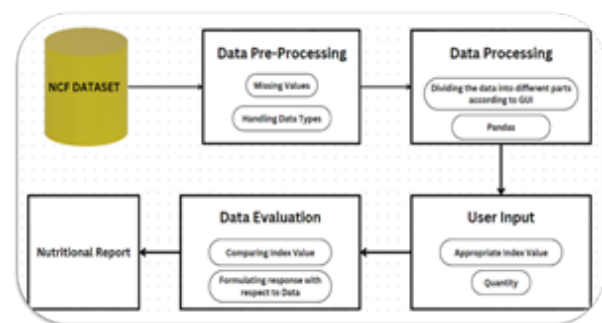 NCF DATASET
Data Pre-Processing
Missing Values
Handling Data Types
Data Processing
Dividing the data into different parts
according to GUI
Pandas
User Input
Appropriate Index Value
Quantity
Data Evaluation
Comparing Index Value
Formulating response with
respect to Data
Nutritional Report